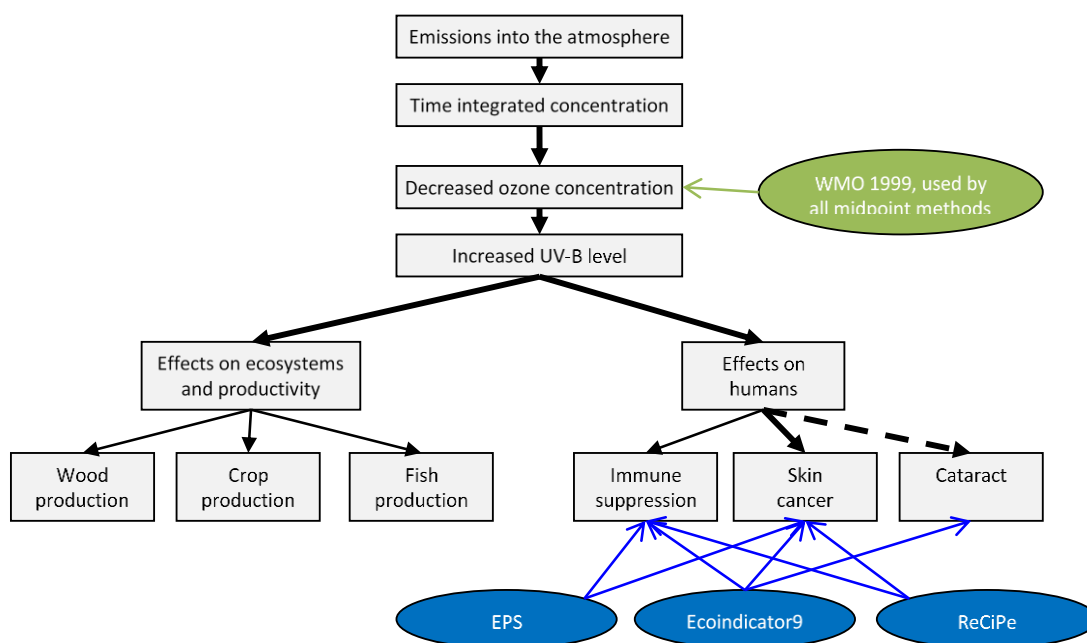 Emissions into the atmosphere
Time integrated concentration
Decreased ozone concentration
WMO 1999, used by
all midpoint methods
Increased UV-B level
Effects on ecosystems
and productivity
Effects on
humans
Wood
production
Crop
production
Fish
production
Immune
suppression
Skin
cancer
Cataract
EPS
Ecoindicator9
ReCiPe